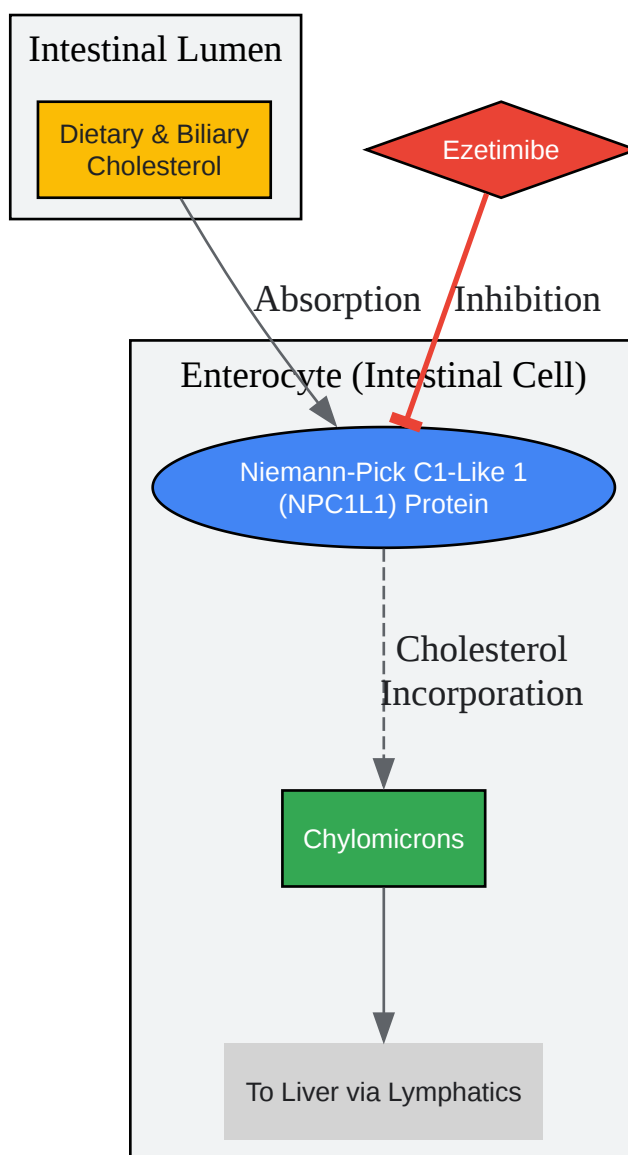 Intestinal Lumen
Dietary & Biliary
Cholesterol
Ezetimibe
Absorption
Inhibition
Enterocyte (Intestinal Cell)
Niemann-Pick C1-Like 1
(NPC1L1) Protein
Cholesterol
Incorporation
Chylomicrons
To Liver via Lymphatics